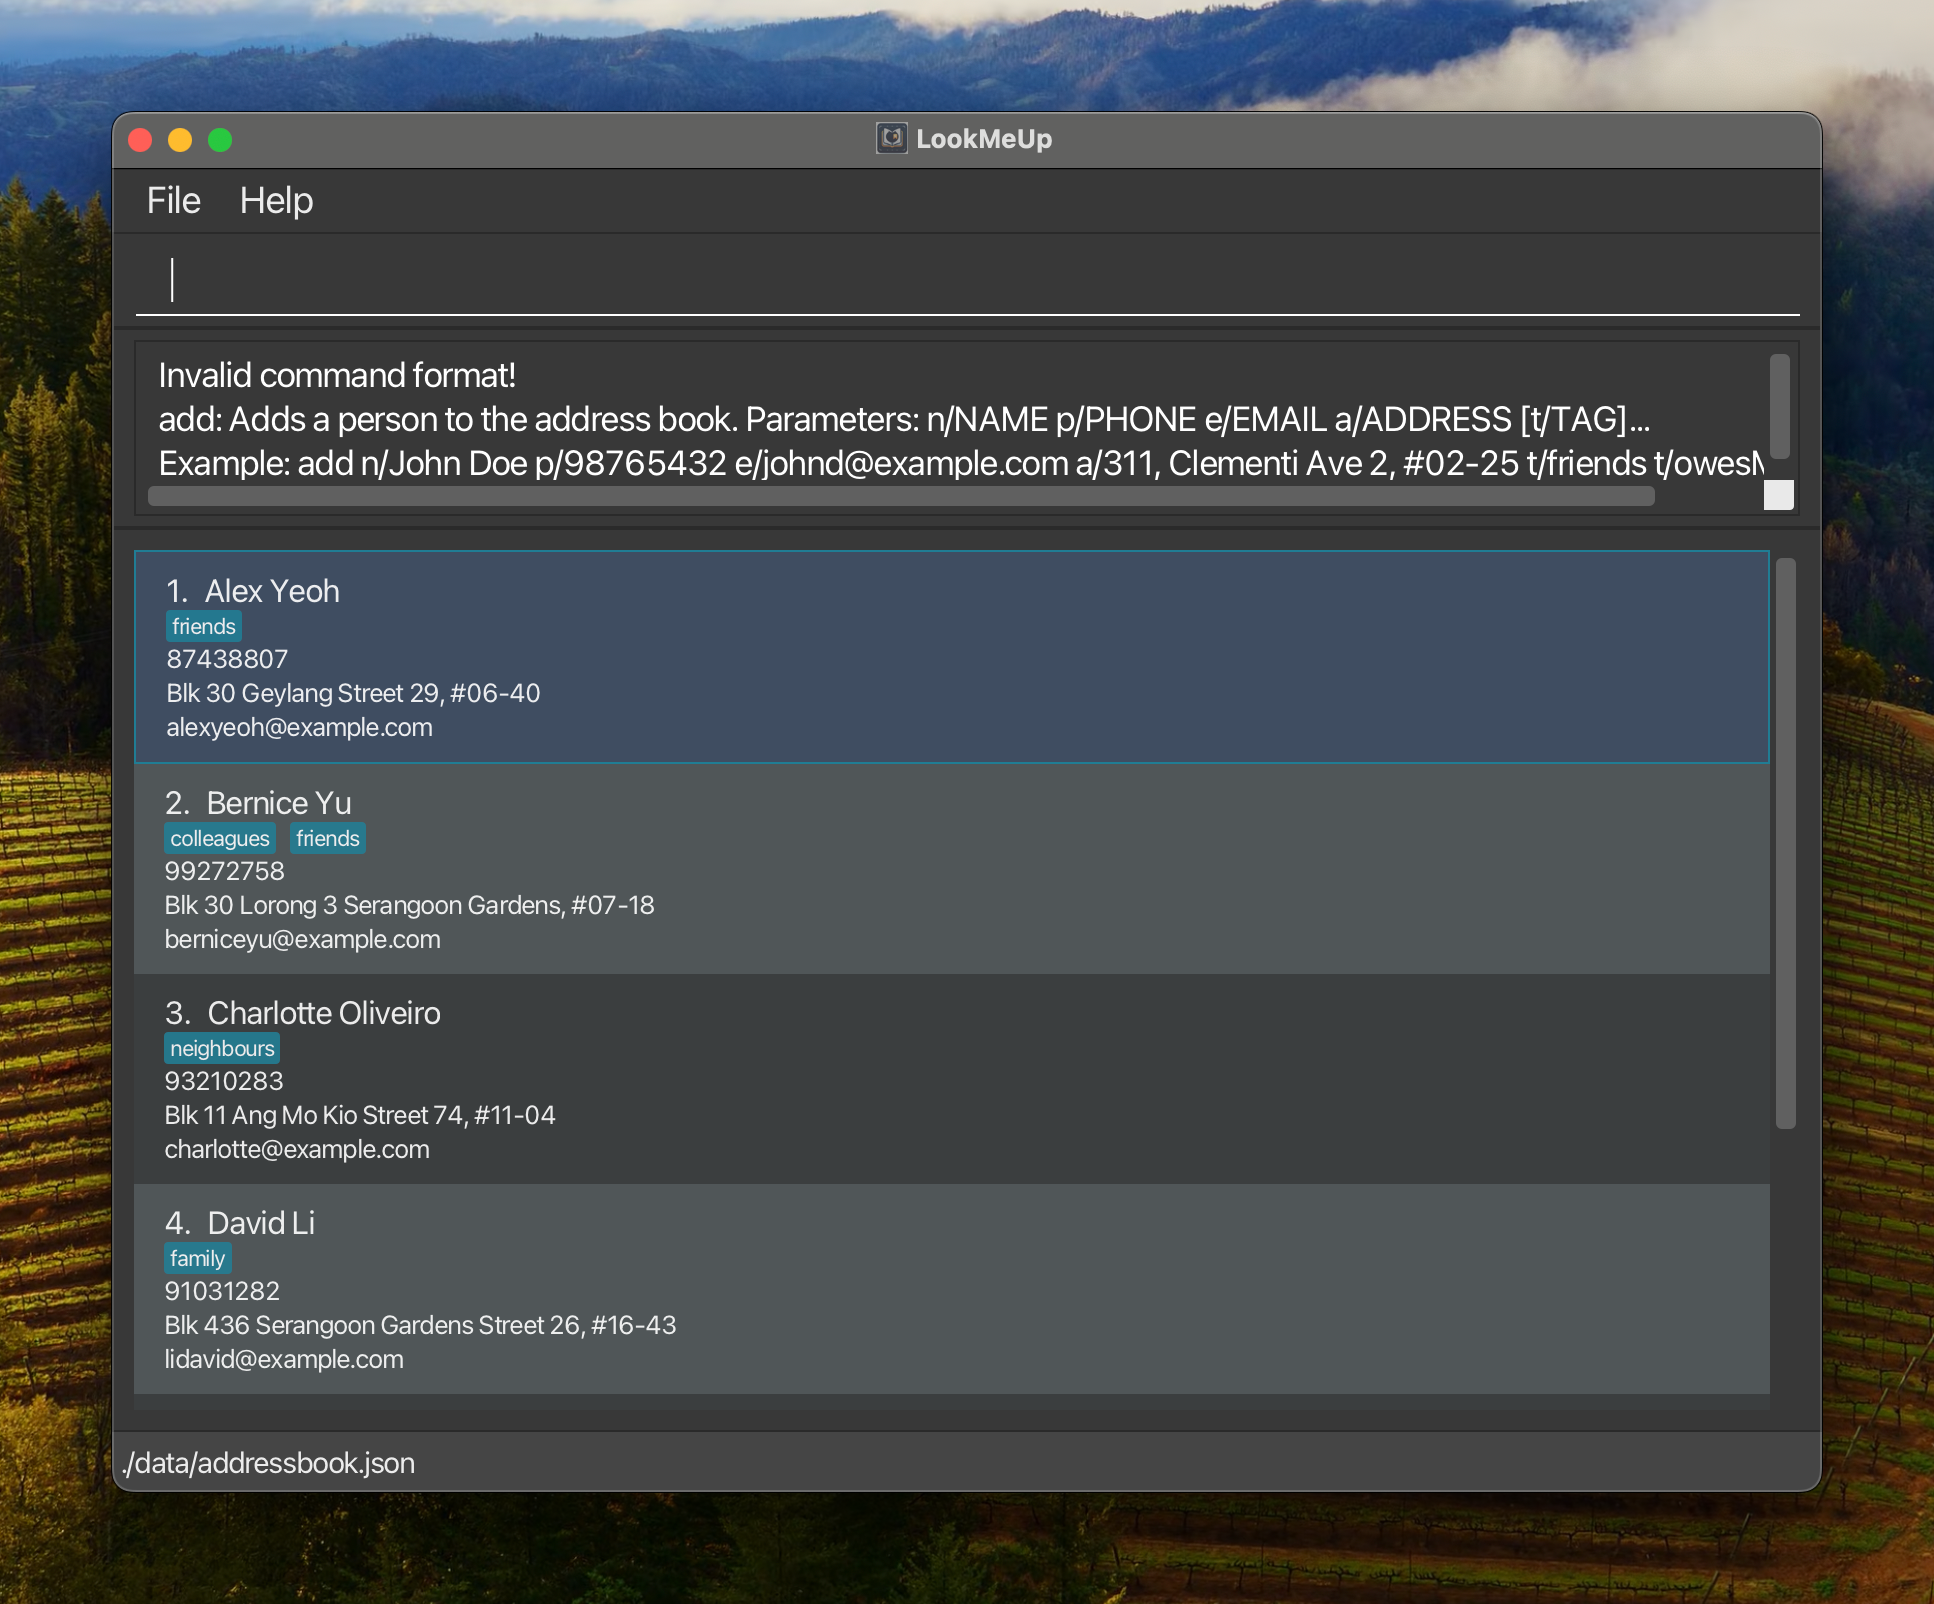 LookMeUp
File Help
Invalid command format!
add: Adds a person to the address book. Parameters: n/NAME p/PHONE e/EMAIL a/ADDRESS [t/TAG]...
Example: add n/John Doe p/98765432 e/johnd@example.com a/311, Clementi Ave 2, #02-25 t/friends
1. Alex Yeoh
friends
87438807
Blk 30 Geylang Street 29, #06-40
alexyeoh@example.com
2. Bernice Yu
colleagues friends
99272758
Blk 30 Lorong 3 Serangoon Gardens, #07-18
berniceyu@example.com
3. Charlotte Oliveiro
neighbours
93210283
Blk 11 Ang Mo Kio Street 74, #11-04
charlotte@example.com
4. David Li
family
91031282
Blk 436 Serangoon Gardens Street 26, #16-43
lidavid@example.com
./data/addressbook.json